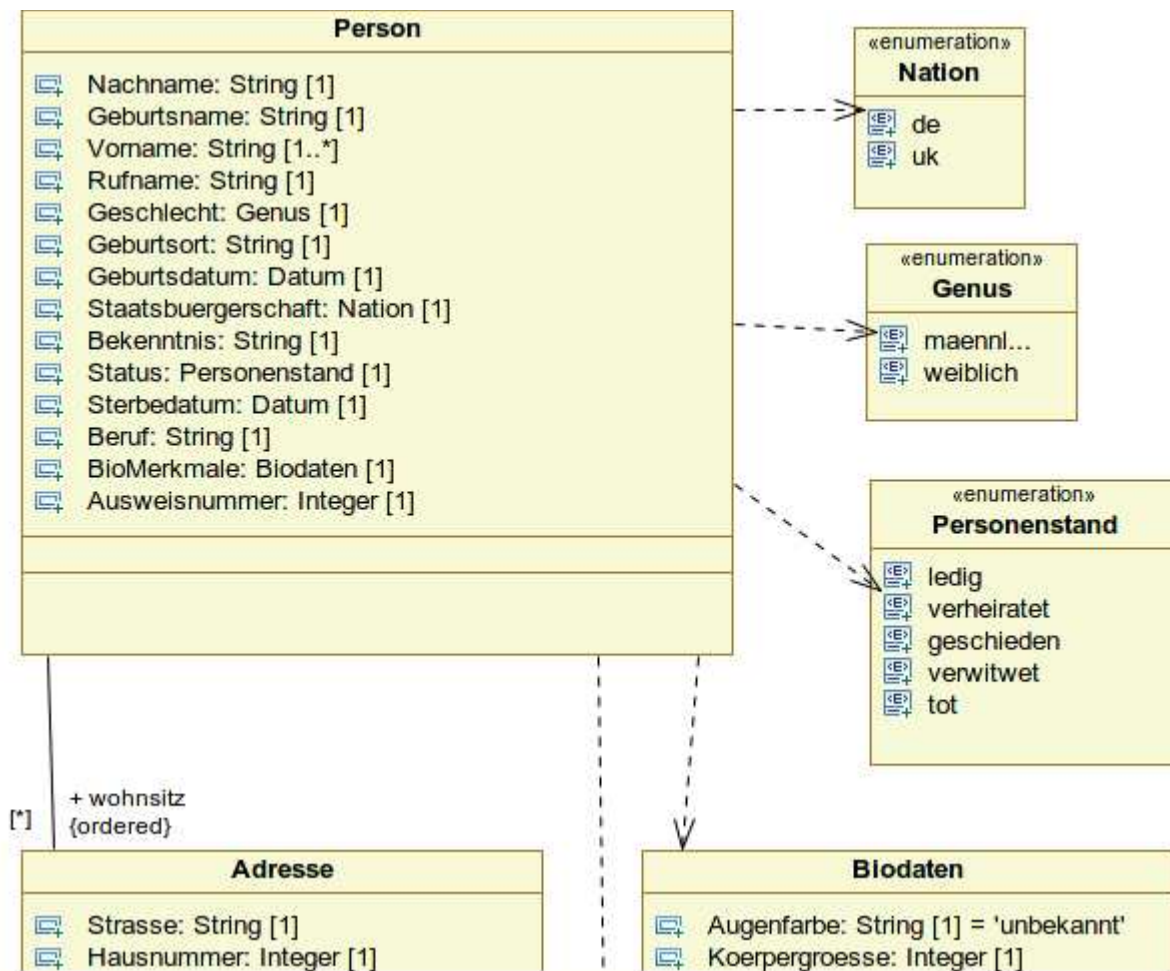 Person
Nachname: String [1]
Geburtsname: String [1]
Vorname: String [1..*]
Rufname: String [1]
Geschlecht: Genus [1]
Geburtsort: String [1]
Geburtsdatum: Datum [1]
Staatsbuergerschaft: Nation [1]
Bekenntnis: String [1]
Status: Personenstand [1]
Sterbedatum: Datum [1]
Beruf: String [1]
BioMerkmale: Biodaten [1]
Ausweisnummer: Integer [1]
«enumeration»
Nation
<E> de
<E> uk
«enumeration»
Genus
<E> maennl...
<E> weiblich
«enumeration»
Personenstand
<E> ledig
<E> verheiratet
<E> geschieden
<E> verwitwet
<E> tot
+ wohnsitz
[*] {ordered}
Adresse
Strasse: String [1]
Hausnummer: Integer [1]
Biodaten
Augenfarbe: String [1] = 'unbekannt'
Koerpergroesse: Integer [1]